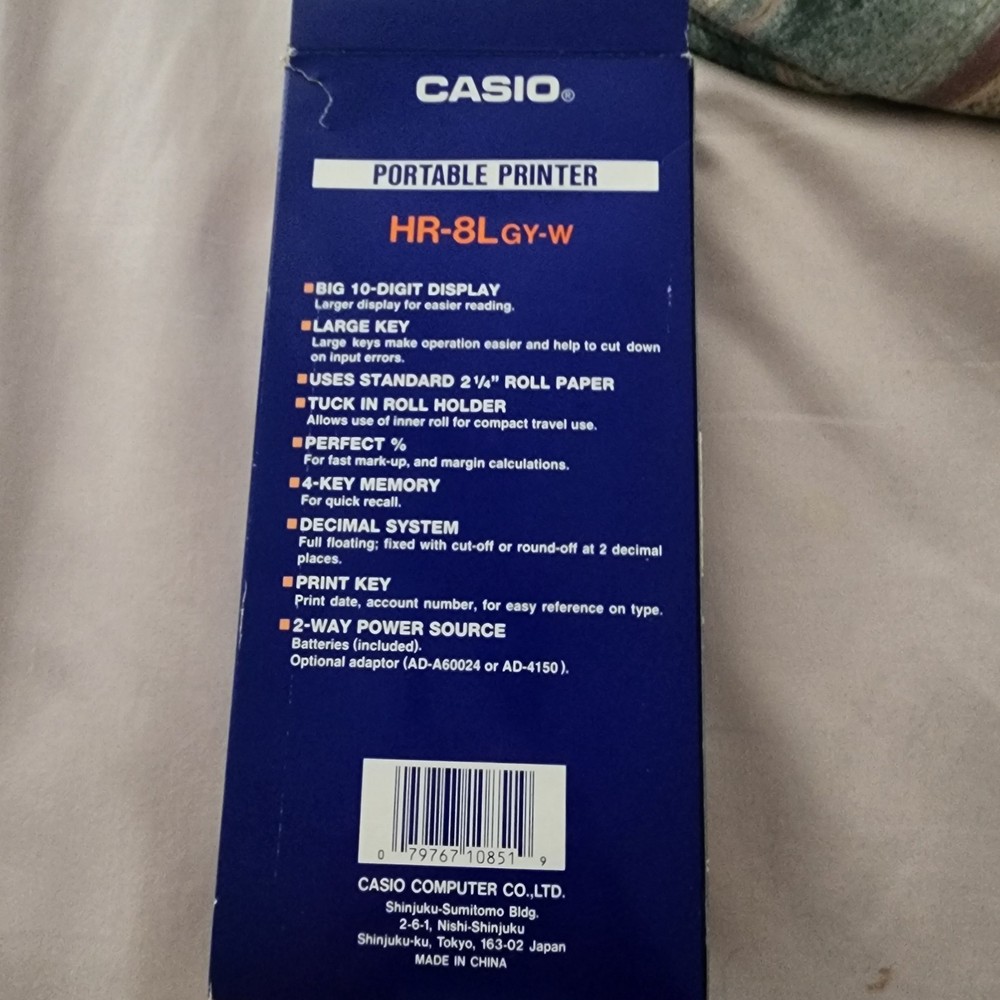 CASIO®
PORTABLE PRINTER
HR-8LGY-W
BIG 10-DIGIT DISPLAY
Larger display for easier reading.
LARGE KEY
Large keys make operation easier and help to cut down
on input errors.
USES STANDARD 2 1/4" ROLL PAPER
TUCK IN ROLL HOLDER
Allows use of inner roll for compact travel use.
PERFECT %
For fast mark-up, and margin calculations.
4-KEY MEMORY
For quick recall.
DECIMAL SYSTEM
Full floating; fixed with cut-off or round-off at 2 decimal
places.
PRINT KEY
Print date, account number, for easy reference on type.
2-WAY POWER SOURCE
Batteries (included).
Optional adaptor (AD-A60024 or AD-4150).
0 79767 10851 9
CASIO COMPUTER CO.,LTD.
Shinjuku-Sumitomo Bldg.
2-6-1, Nishi-Shinjuku
Shinjuku-ku, Tokyo, 163-02 Japan
MADE IN CHINA